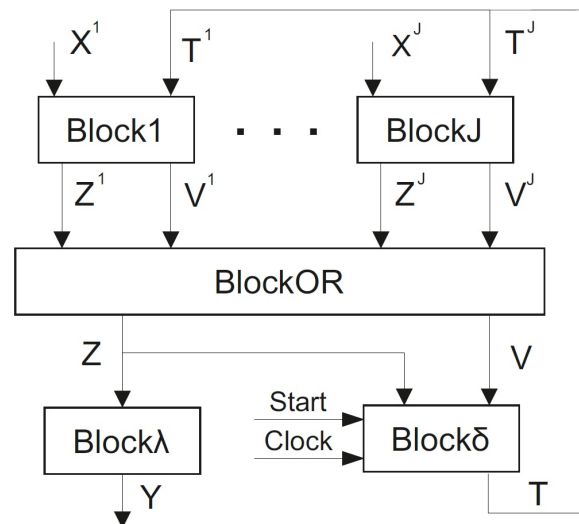 X¹ T¹ Xᴶ Tᴶ
Block1 . . . BlockJ
Z¹ V¹ Zᴶ Vᴶ
BlockOR
Z V
Start
Clock
Blockλ Blockδ
Y T